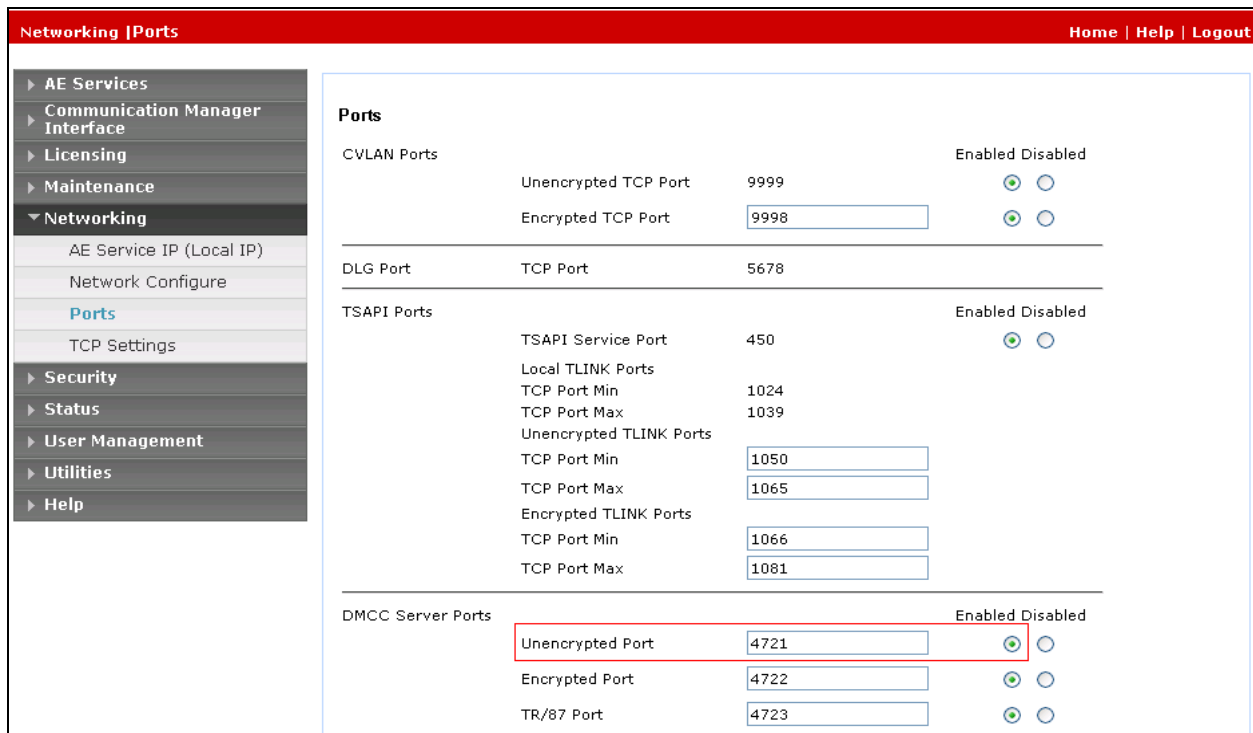 Networking |Ports
Home | Help | Logout
AE Services
Communication Manager
Interface
Licensing
Maintenance
Networking
AE Service IP (Local IP)
Network Configure
Ports
TCP Settings
Security
Status
User Management
Utilities
Help
Ports
CVLAN Ports Enabled Disabled
Unencrypted TCP Port 9999
Encrypted TCP Port 9998
DLG Port TCP Port 5678
TSAPI Ports Enabled Disabled
TSAPI Service Port 450
Local TLINK Ports
TCP Port Min 1024
TCP Port Max 1039
Unencrypted TLINK Ports
TCP Port Min 1050
TCP Port Max 1065
Encrypted TLINK Ports
TCP Port Min 1066
TCP Port Max 1081
DMCC Server Ports Enabled Disabled
Unencrypted Port 4721
Encrypted Port 4722
TR/87 Port 4723